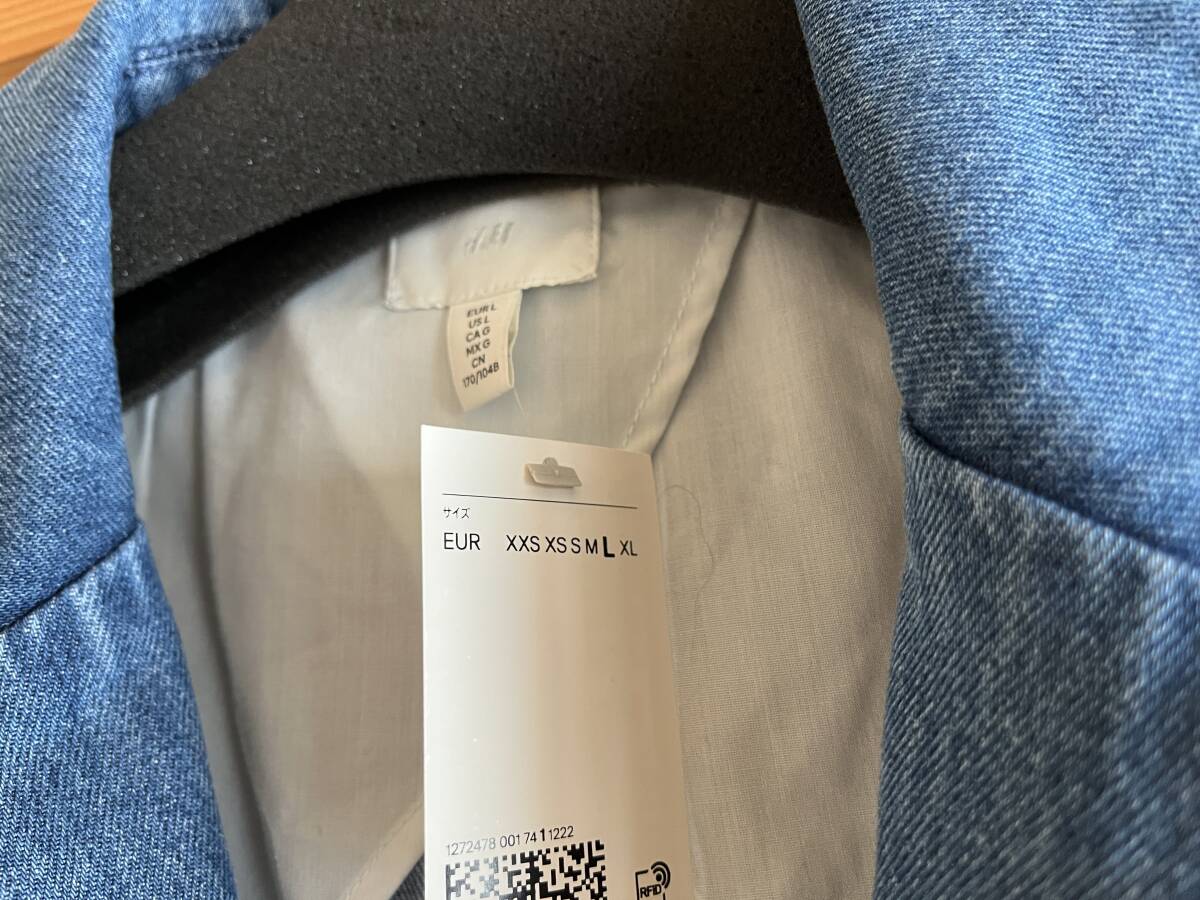 H&M
EUR L
US L
CA G
MX G
CN
170/104B
サイズ
EUR XXS XS S M L XL
1272478 001 74 1 1222
RFID